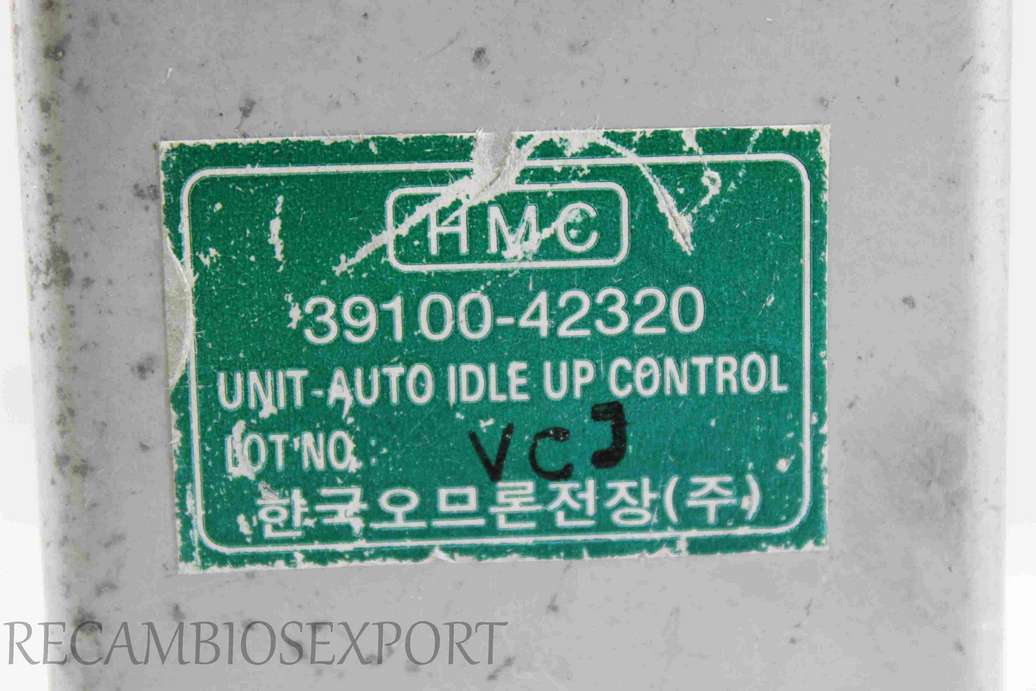 HMC
39100-42320
UNIT-AUTO IDLE UP CONTROL
LOT NO. VCJ
한국오므론전장(주)
RECAMBIOSEXPORT